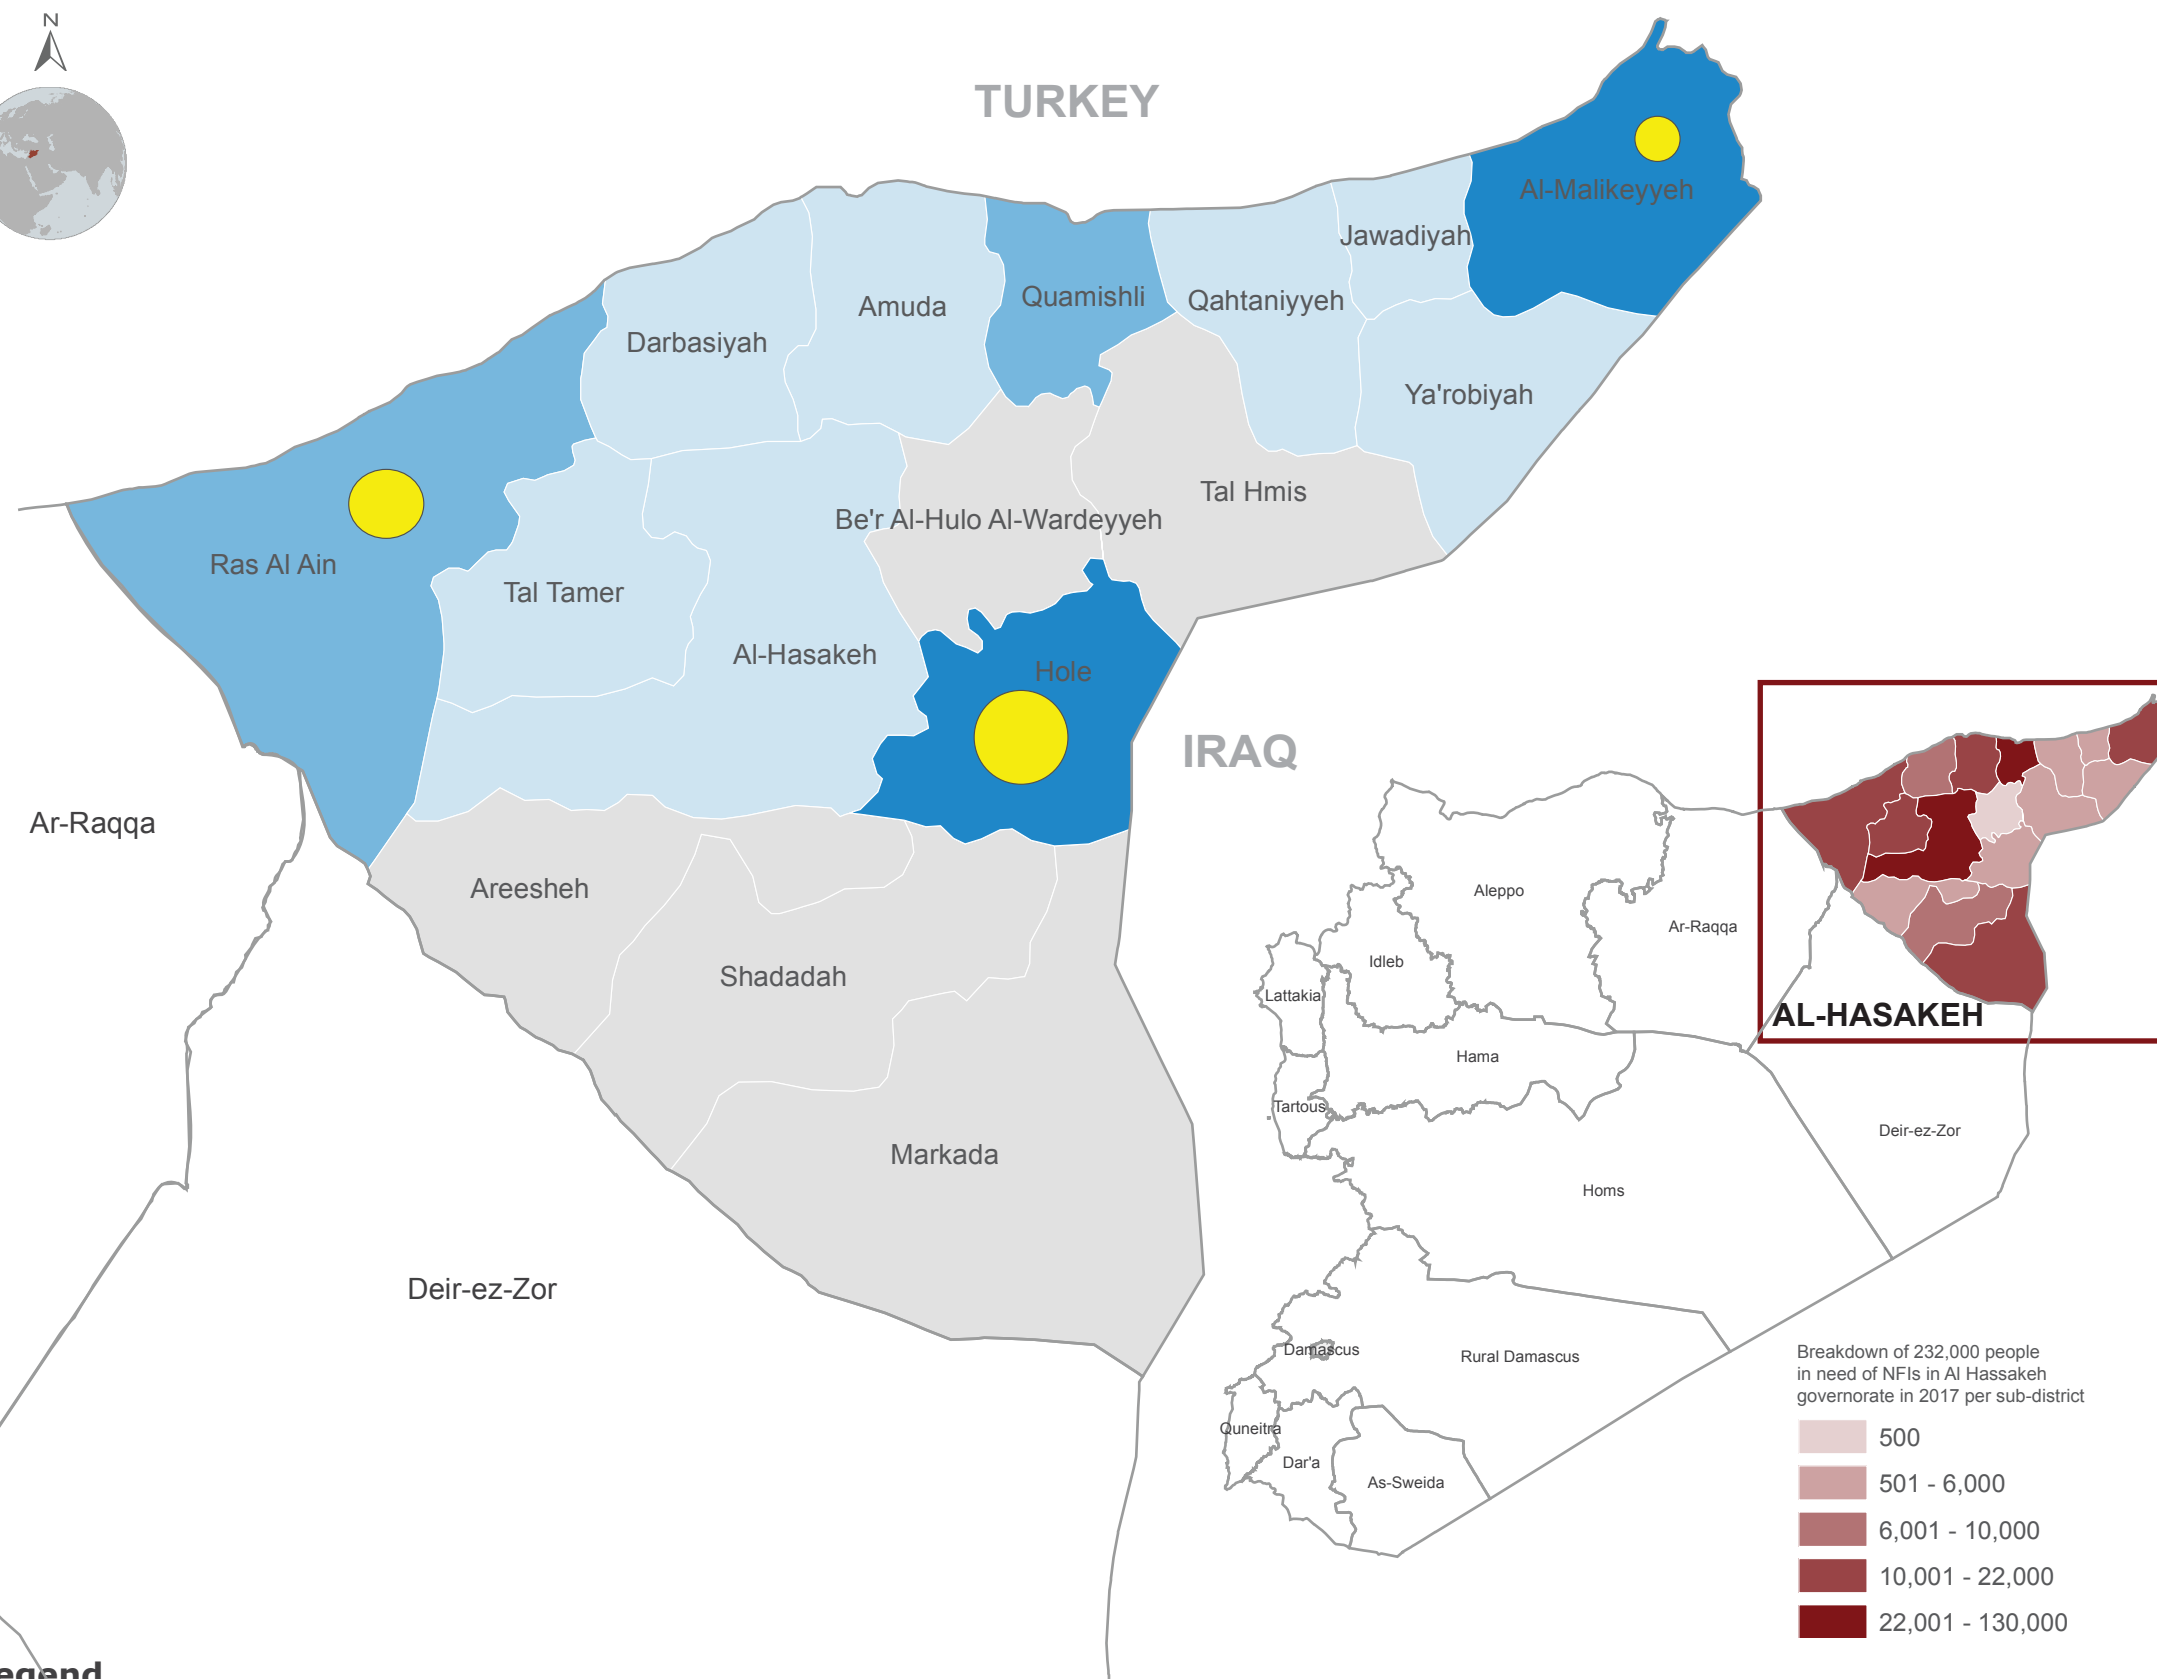 N
TURKEY
Al-Malikeyyeh
Jawadiyah
Quamishli
Qahtaniyyeh
Amuda
Darbasiyah
Ya'robiyah
Tal Hmis
Be'r Al-Hulo Al-Wardeyyeh
Ras Al Ain
Tal Tamer
Al-Hasakeh
Hole
IRAQ
Ar-Raqqa
Areesheh
Shadadah
Markada
Deir-ez-Zor
Aleppo
Ar-Raqqa
Idleb
Lattakia
AL-HASAKEH
Hama
Tartous
Deir-ez-Zor
Homs
Damascus
Rural Damascus
Quneitra
Dar'a
As-Sweida
Breakdown of 232,000 people
in need of NFIs in Al Hassakeh
governorate in 2017 per sub-district
500
501 - 6,000
6,001 - 10,000
10,001 - 22,000
22,001 - 130,000
egend